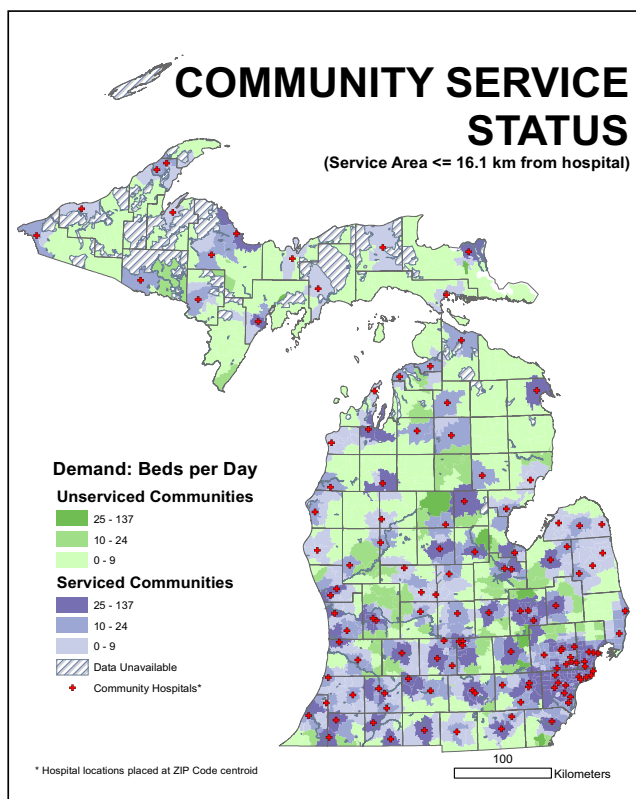 COMMUNITY SERVICE
STATUS
(Service Area <= 16.1 km from hospital)
Demand: Beds per Day
Unserviced Communities
25 - 137
10 - 24
0 - 9
Serviced Communities
25 - 137
10 - 24
0 - 9
Data Unavailable
Community Hospitals*
* Hospital locations placed at ZIP Code centroid
100
Kilometers